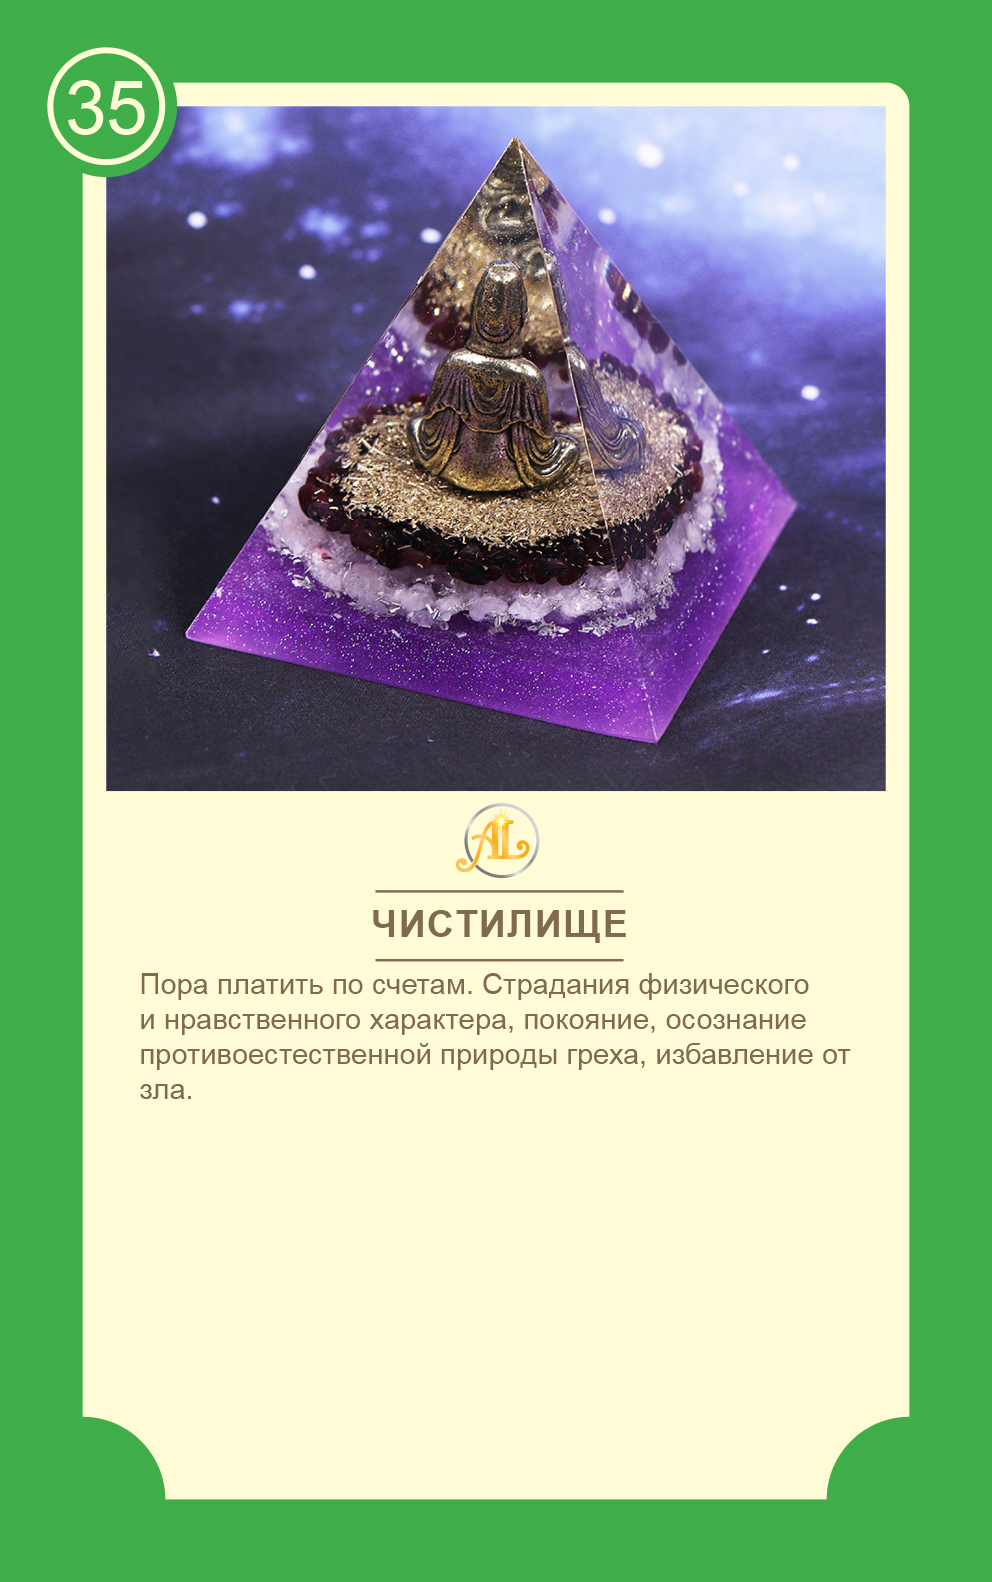 35
AL
ЧИСТИЛИЩЕ
Пора платить по счетам. Страдания физического
и нравственного характера, покояние, осознание
противоестественной природы греха, избавление от
зла.